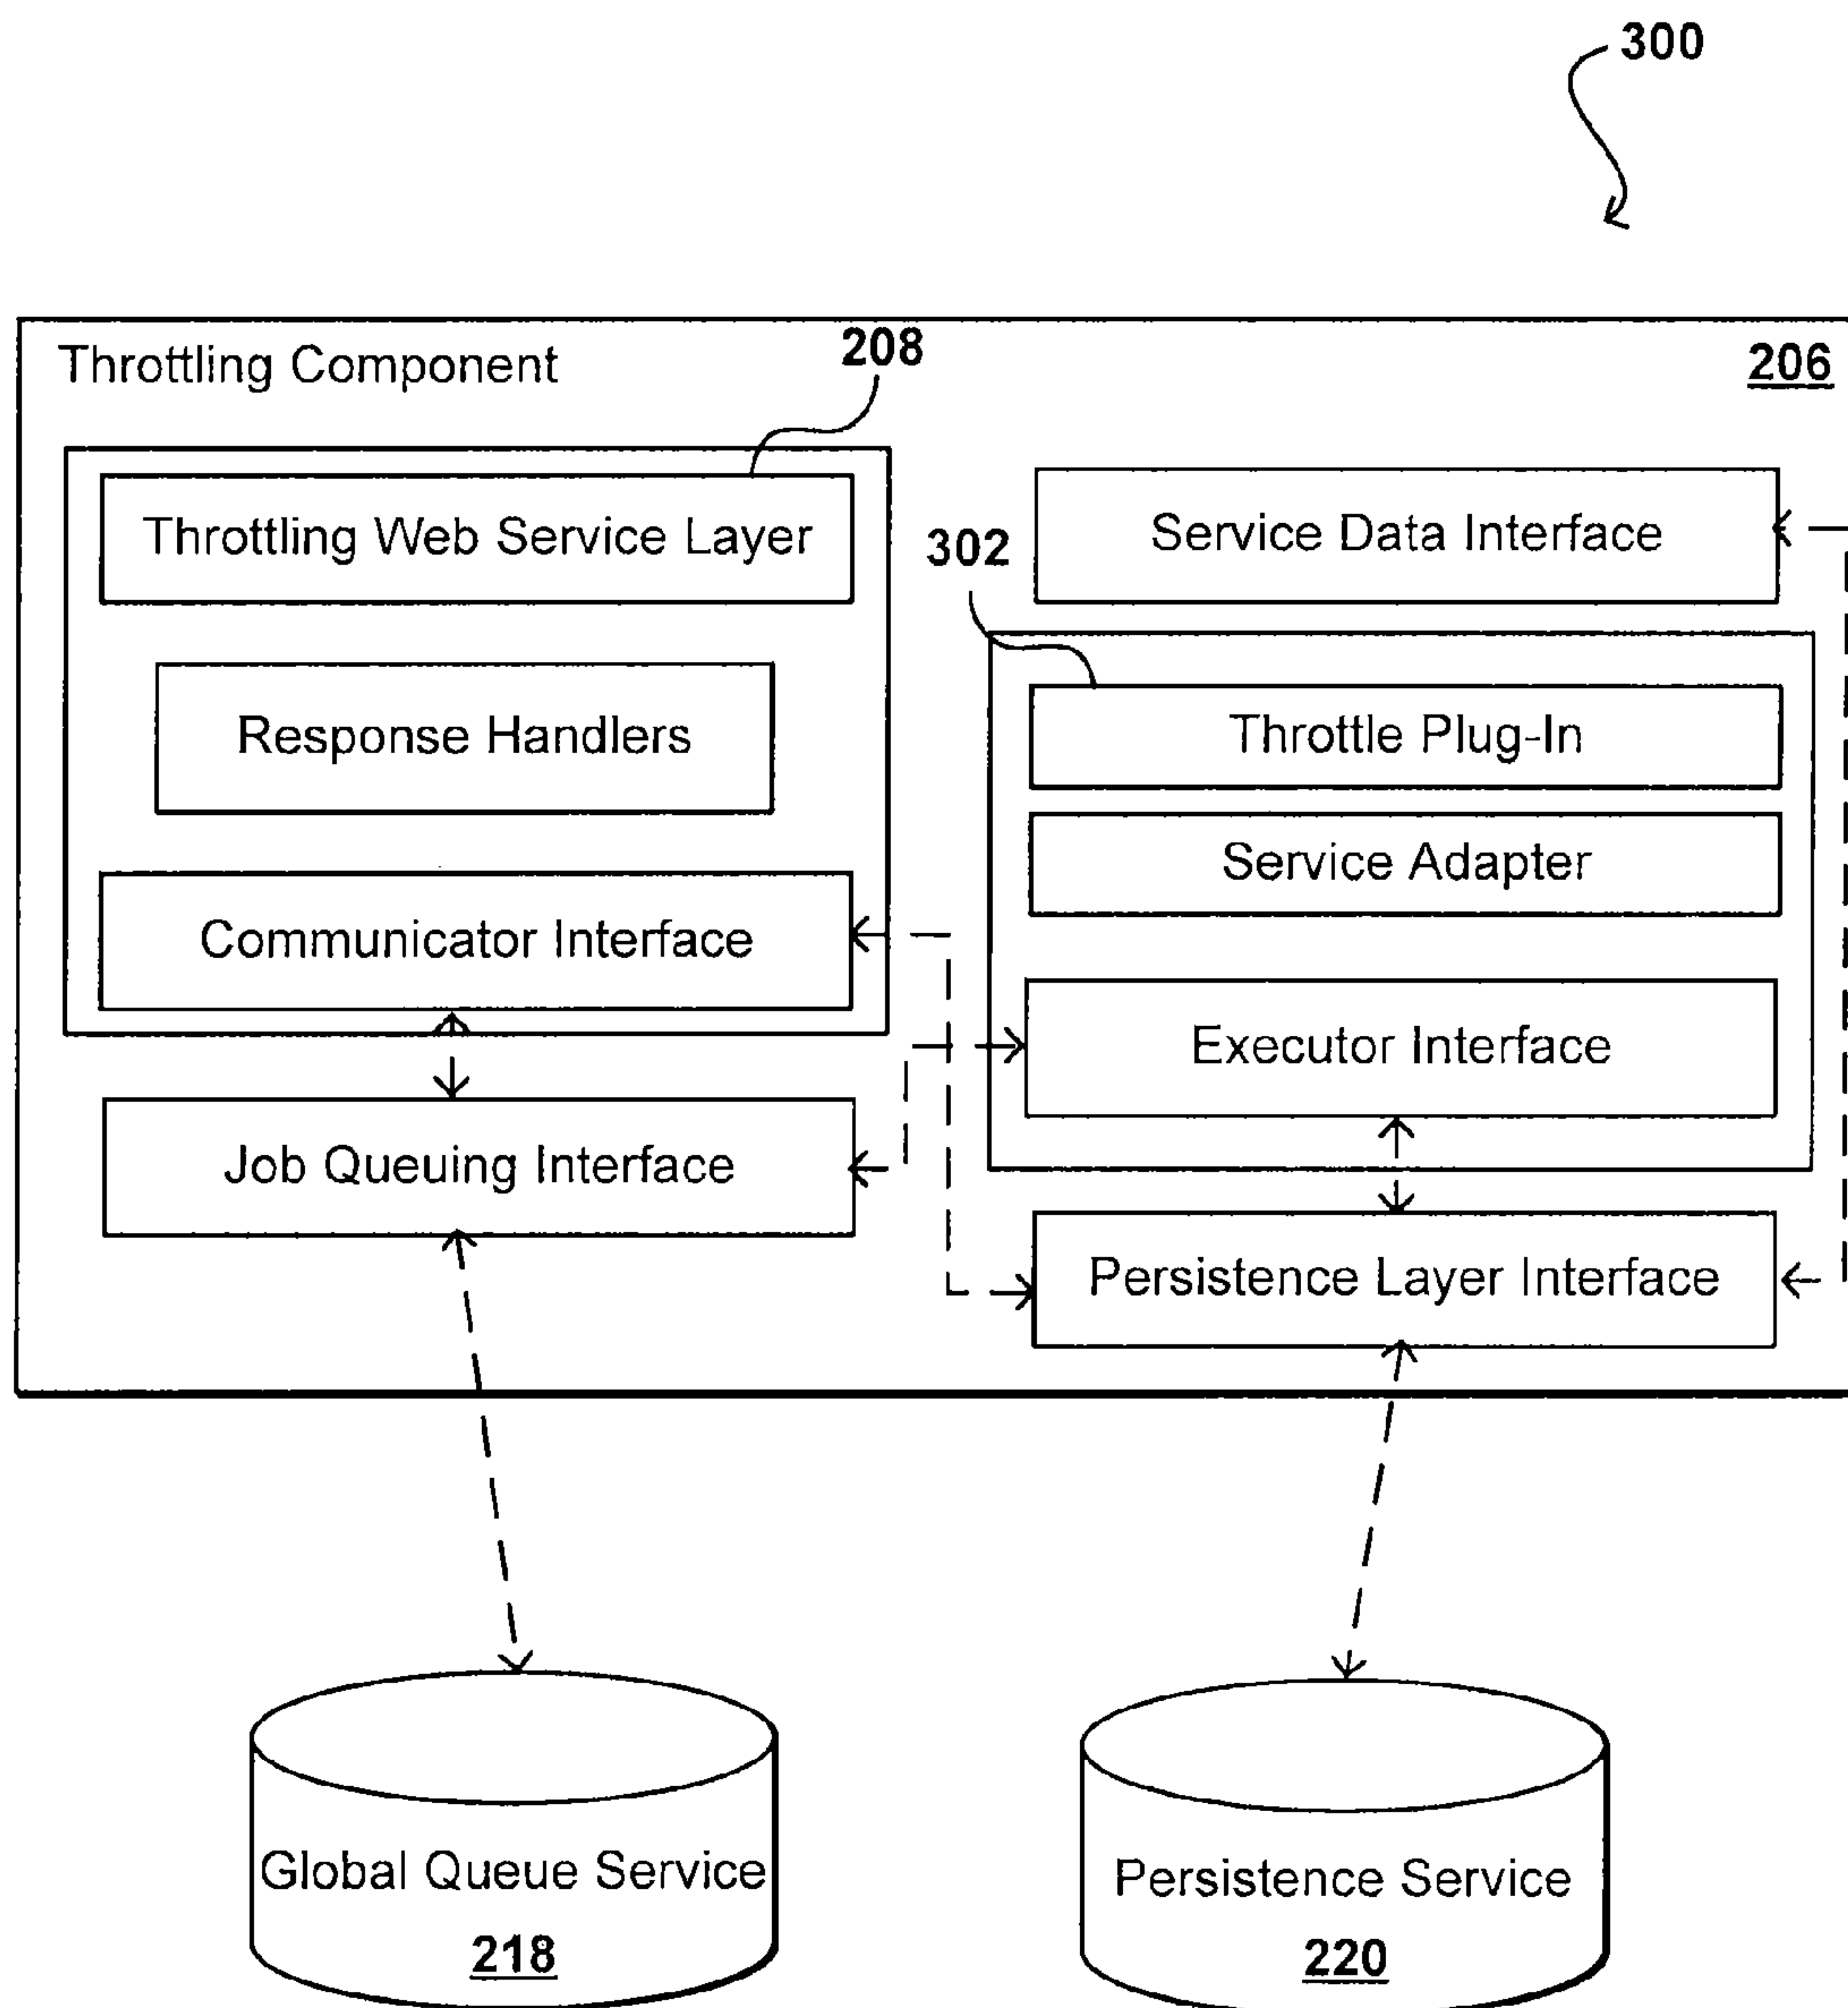 300
Throttling Component
208
206
Throttling Web Service Layer
Service Data Interface
302
Response Handlers
Throttle Plug-In
Service Adapter
Communicator Interface
Executor Interface
Job Queuing Interface
Persistence Layer Interface
Global Queue Service
218
Persistence Service
220